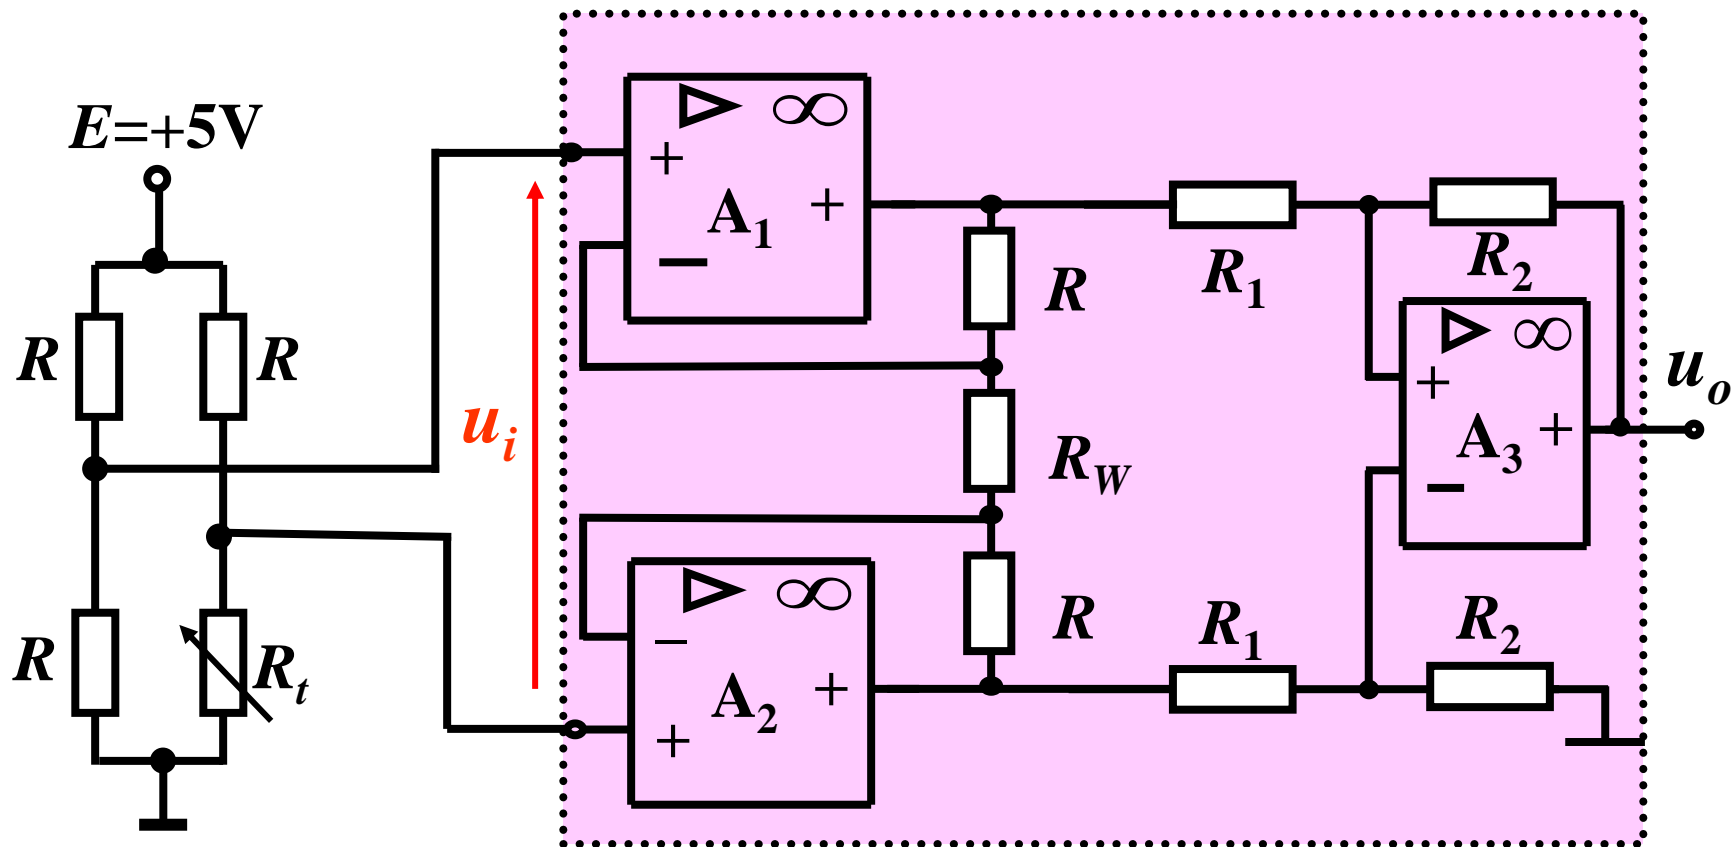 E=+5V
R
R
R
R_t
u_i
▷ ∞
+
A_1
+
−
R
R_W
R
▷ ∞
−
A_2
+
+
R_1
R_2
▷ ∞
+
A_3
+
−
R_1
R_2
u_o